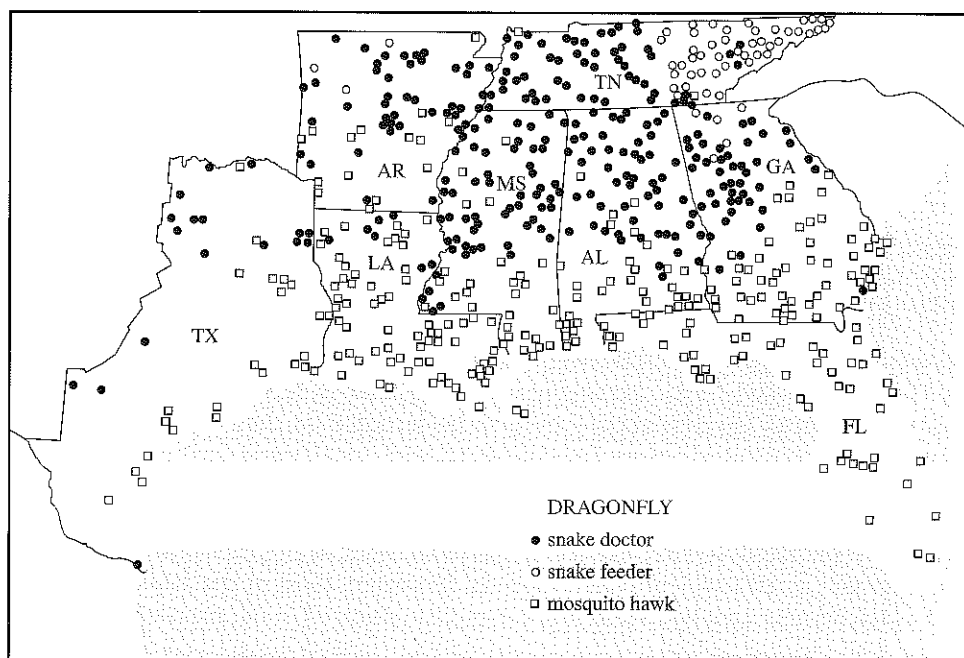 TN
AR
MS
GA
LA
AL
TX
FL
DRAGONFLY
snake doctor
snake feeder
mosquito hawk